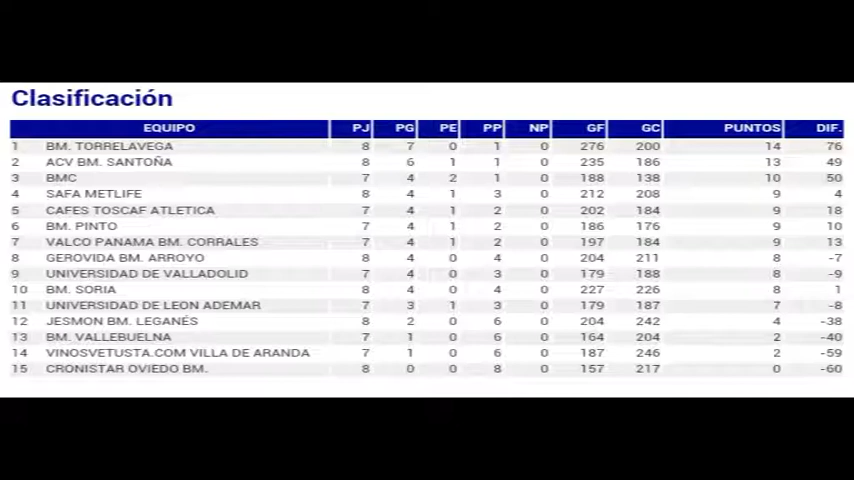 Clasificación
EQUIPO PJ PG PE PP NP GF GC PUNTOS DIF.
1 BM. TORRELAVEGA 8 7 0 1 0 276 200 14 76
2 ACV BM. SANTOÑA 8 6 1 1 0 235 186 13 49
3 BMC 7 4 2 1 0 188 138 10 50
4 SAFA METLIFE 8 4 1 3 0 212 208 9 4
5 CAFES TOSCAF ATLETICA 7 4 1 2 0 202 184 9 18
6 BM. PINTO 7 4 1 2 0 186 176 9 10
7 VALCO PANAMA BM. CORRALES 7 4 1 2 0 197 184 9 13
8 GEROVIDA BM. ARROYO 8 4 0 4 0 204 211 8 -7
9 UNIVERSIDAD DE VALLADOLID 7 4 0 3 0 179 188 8 -9
10 BM. SORIA 8 4 0 4 0 227 226 8 1
11 UNIVERSIDAD DE LEON ADEMAR 7 3 1 3 0 179 187 7 -8
12 JESMON BM. LEGANÉS 8 2 0 6 0 204 242 4 -38
13 BM. VALLEBUELNA 7 1 0 6 0 164 204 2 -40
14 VINOSVETUSTA.COM VILLA DE ARANDA 7 1 0 6 0 187 246 2 -59
15 CRONISTAR OVIEDO BM. 8 0 0 8 0 157 217 0 -60